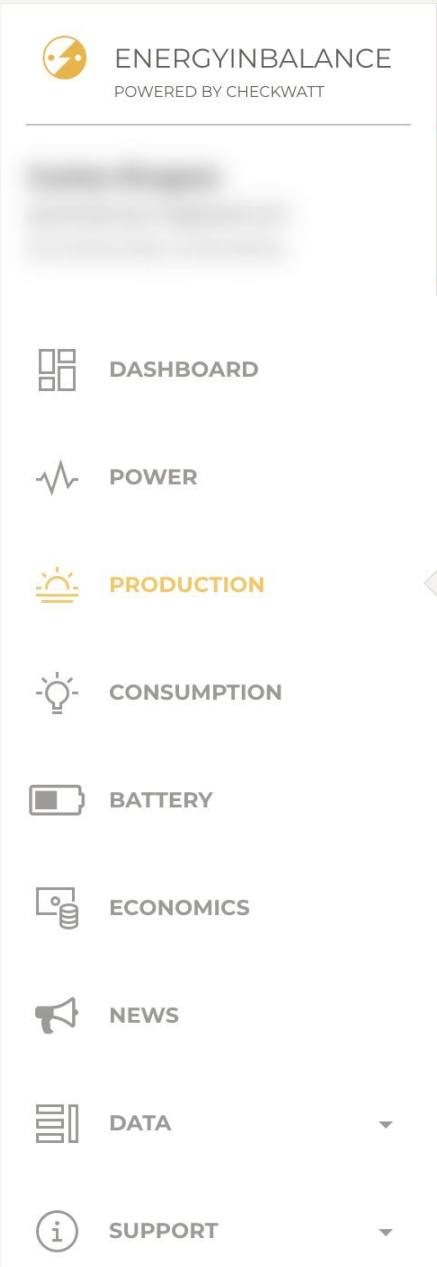 ENERGYINBALANCE
POWERED BY CHECKWATT
DASHBOARD
POWER
PRODUCTION
CONSUMPTION
BATTERY
ECONOMICS
NEWS
DATA
SUPPORT